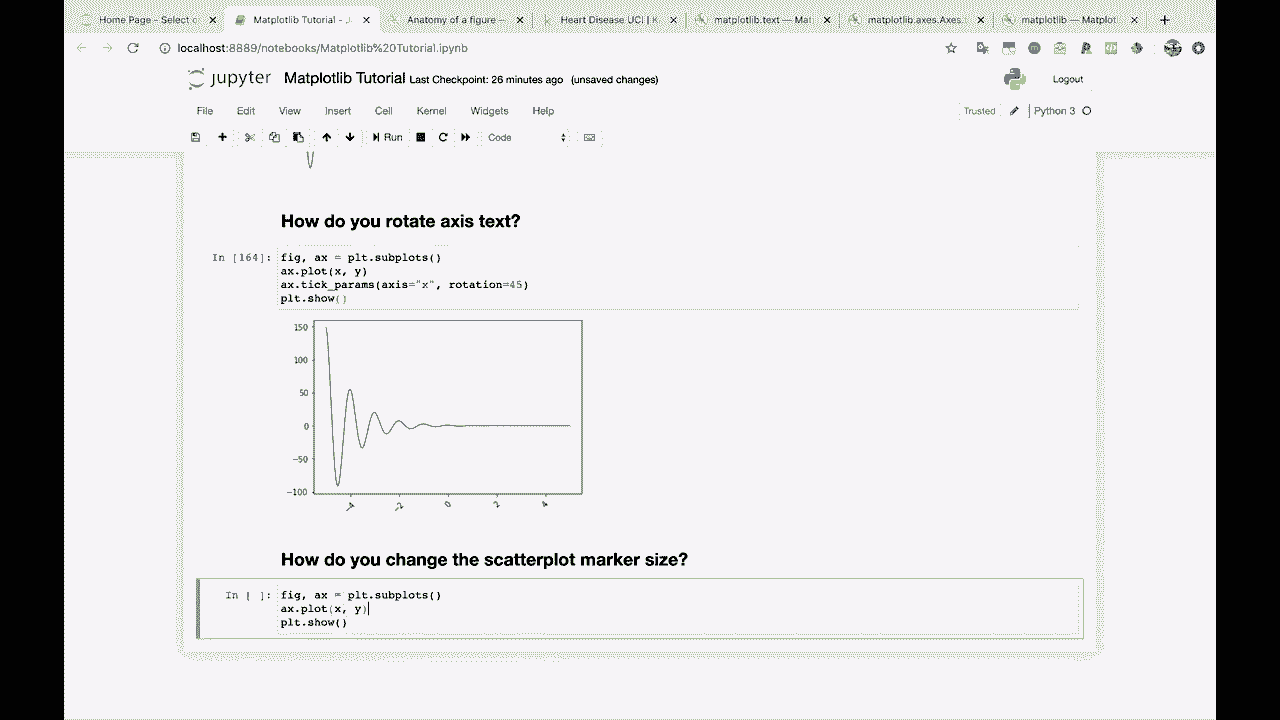 Home Page - Select o
Matplotlib Tutorial - J
Anatomy of a figure —
Heart Disease UCI | K
matplotlib.text — Mat
matplotlib.axes.Axes.
matplotlib — Matplot
localhost:8889/notebooks/Matplotlib%20Tutorial.ipynb
jupyter Matplotlib Tutorial Last Checkpoint: 26 minutes ago (unsaved changes)
Logout
File Edit View Insert Cell Kernel Widgets Help
Trusted
Python 3
Run
Code
How do you rotate axis text?
In [164]: fig, ax = plt.subplots()
ax.plot(x, y)
ax.tick_params(axis="x", rotation=45)
plt.show()
150
100
50
0
−50
−100
−4 −2 0 2 4
How do you change the scatterplot marker size?
In [ ]: fig, ax = plt.subplots()
ax.plot(x, y)
plt.show()